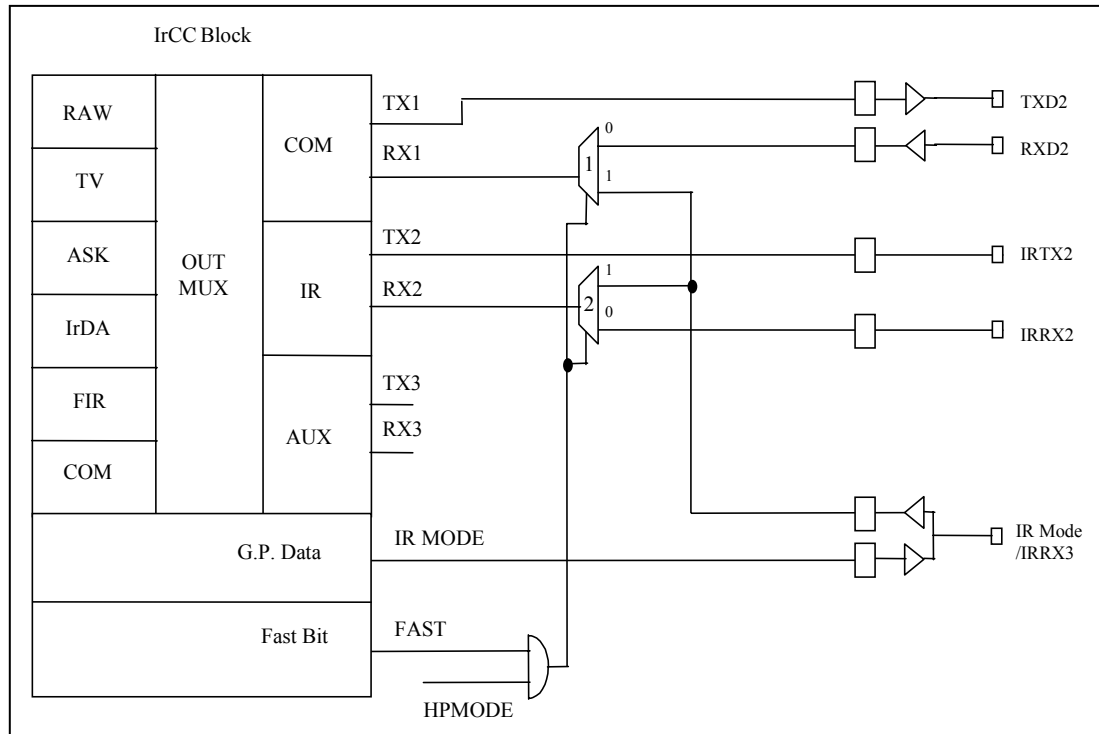 IrCC Block
RAW
TV
ASK
IrDA
FIR
COM
OUT
MUX
COM
IR
AUX
G.P. Data
Fast Bit
TX1
RX1
TX2
RX2
TX3
RX3
IR MODE
FAST
HPMODE
0
1
1
1
2
0
TXD2
RXD2
IRTX2
IRRX2
IR Mode
/IRRX3